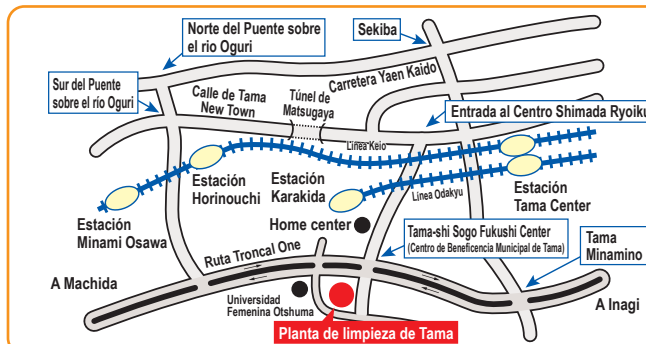 Norte del Puente sobre
el rio Oguri
Sekiba
Sur del Puente
sobre el río Oguri
Calle de Tama
New Town
Túnel de
Matsugaya
Carretera Yaen Kaido
Entrada al Centro Shimada Ryoiku
Linea Keio
Estación
Horinouchi
Estación
Karakida
Linea Odakyu
Estación
Tama Center
Estación
Minami Osawa
Home center
Tama-shi Sogo Fukushi Center
(Centro de Beneficencia Municipal de Tama)
Tama
Minamino
Ruta Troncal One
A Machida
Universidad
Femenina Otshuma
A Inagi
Planta de limpieza de Tama